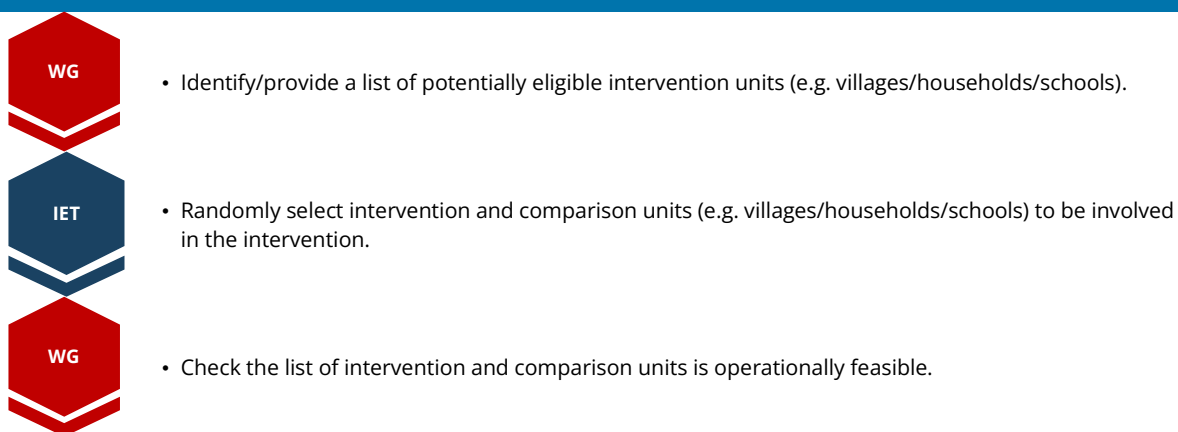 WG
• Identify/provide a list of potentially eligible intervention units (e.g. villages/households/schools).
IET
• Randomly select intervention and comparison units (e.g. villages/households/schools) to be involved
in the intervention.
WG
• Check the list of intervention and comparison units is operationally feasible.